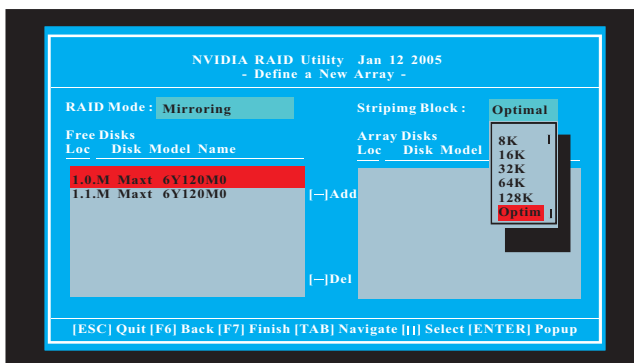 NVIDIA RAID Utility Jan 12 2005
- Define a New Array -
RAID Mode : Mirroring
Stripimg Block : Optimal
Free Disks
Loc Disk Model Name
1.0.M Maxt 6Y120M0
1.1.M Maxt 6Y120M0
[—]Add
[—]Del
Array Disks
Loc Disk Model
8K
16K
32K
64K
128K
Optim
[ESC] Quit [F6] Back [F7] Finish [TAB] Navigate [||] Select [ENTER] Popup